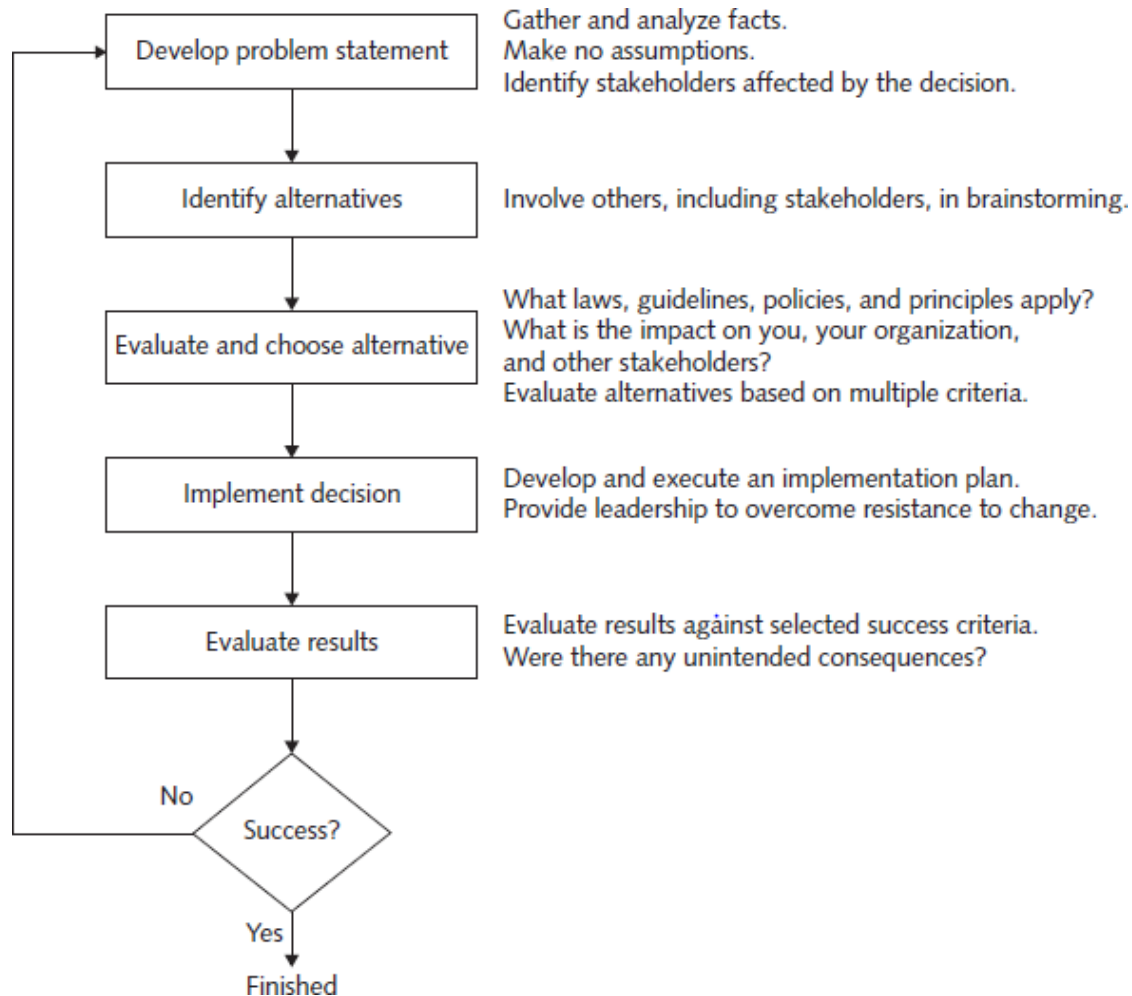 Develop problem statement
Gather and analyze facts.
Make no assumptions.
Identify stakeholders affected by the decision.
Identify alternatives
Involve others, including stakeholders, in brainstorming.
Evaluate and choose alternative
What laws, guidelines, policies, and principles apply?
What is the impact on you, your organization,
and other stakeholders?
Evaluate alternatives based on multiple criteria.
Implement decision
Develop and execute an implementation plan.
Provide leadership to overcome resistance to change.
Evaluate results
Evaluate results against selected success criteria.
Were there any unintended consequences?
No
Success?
Yes
Finished